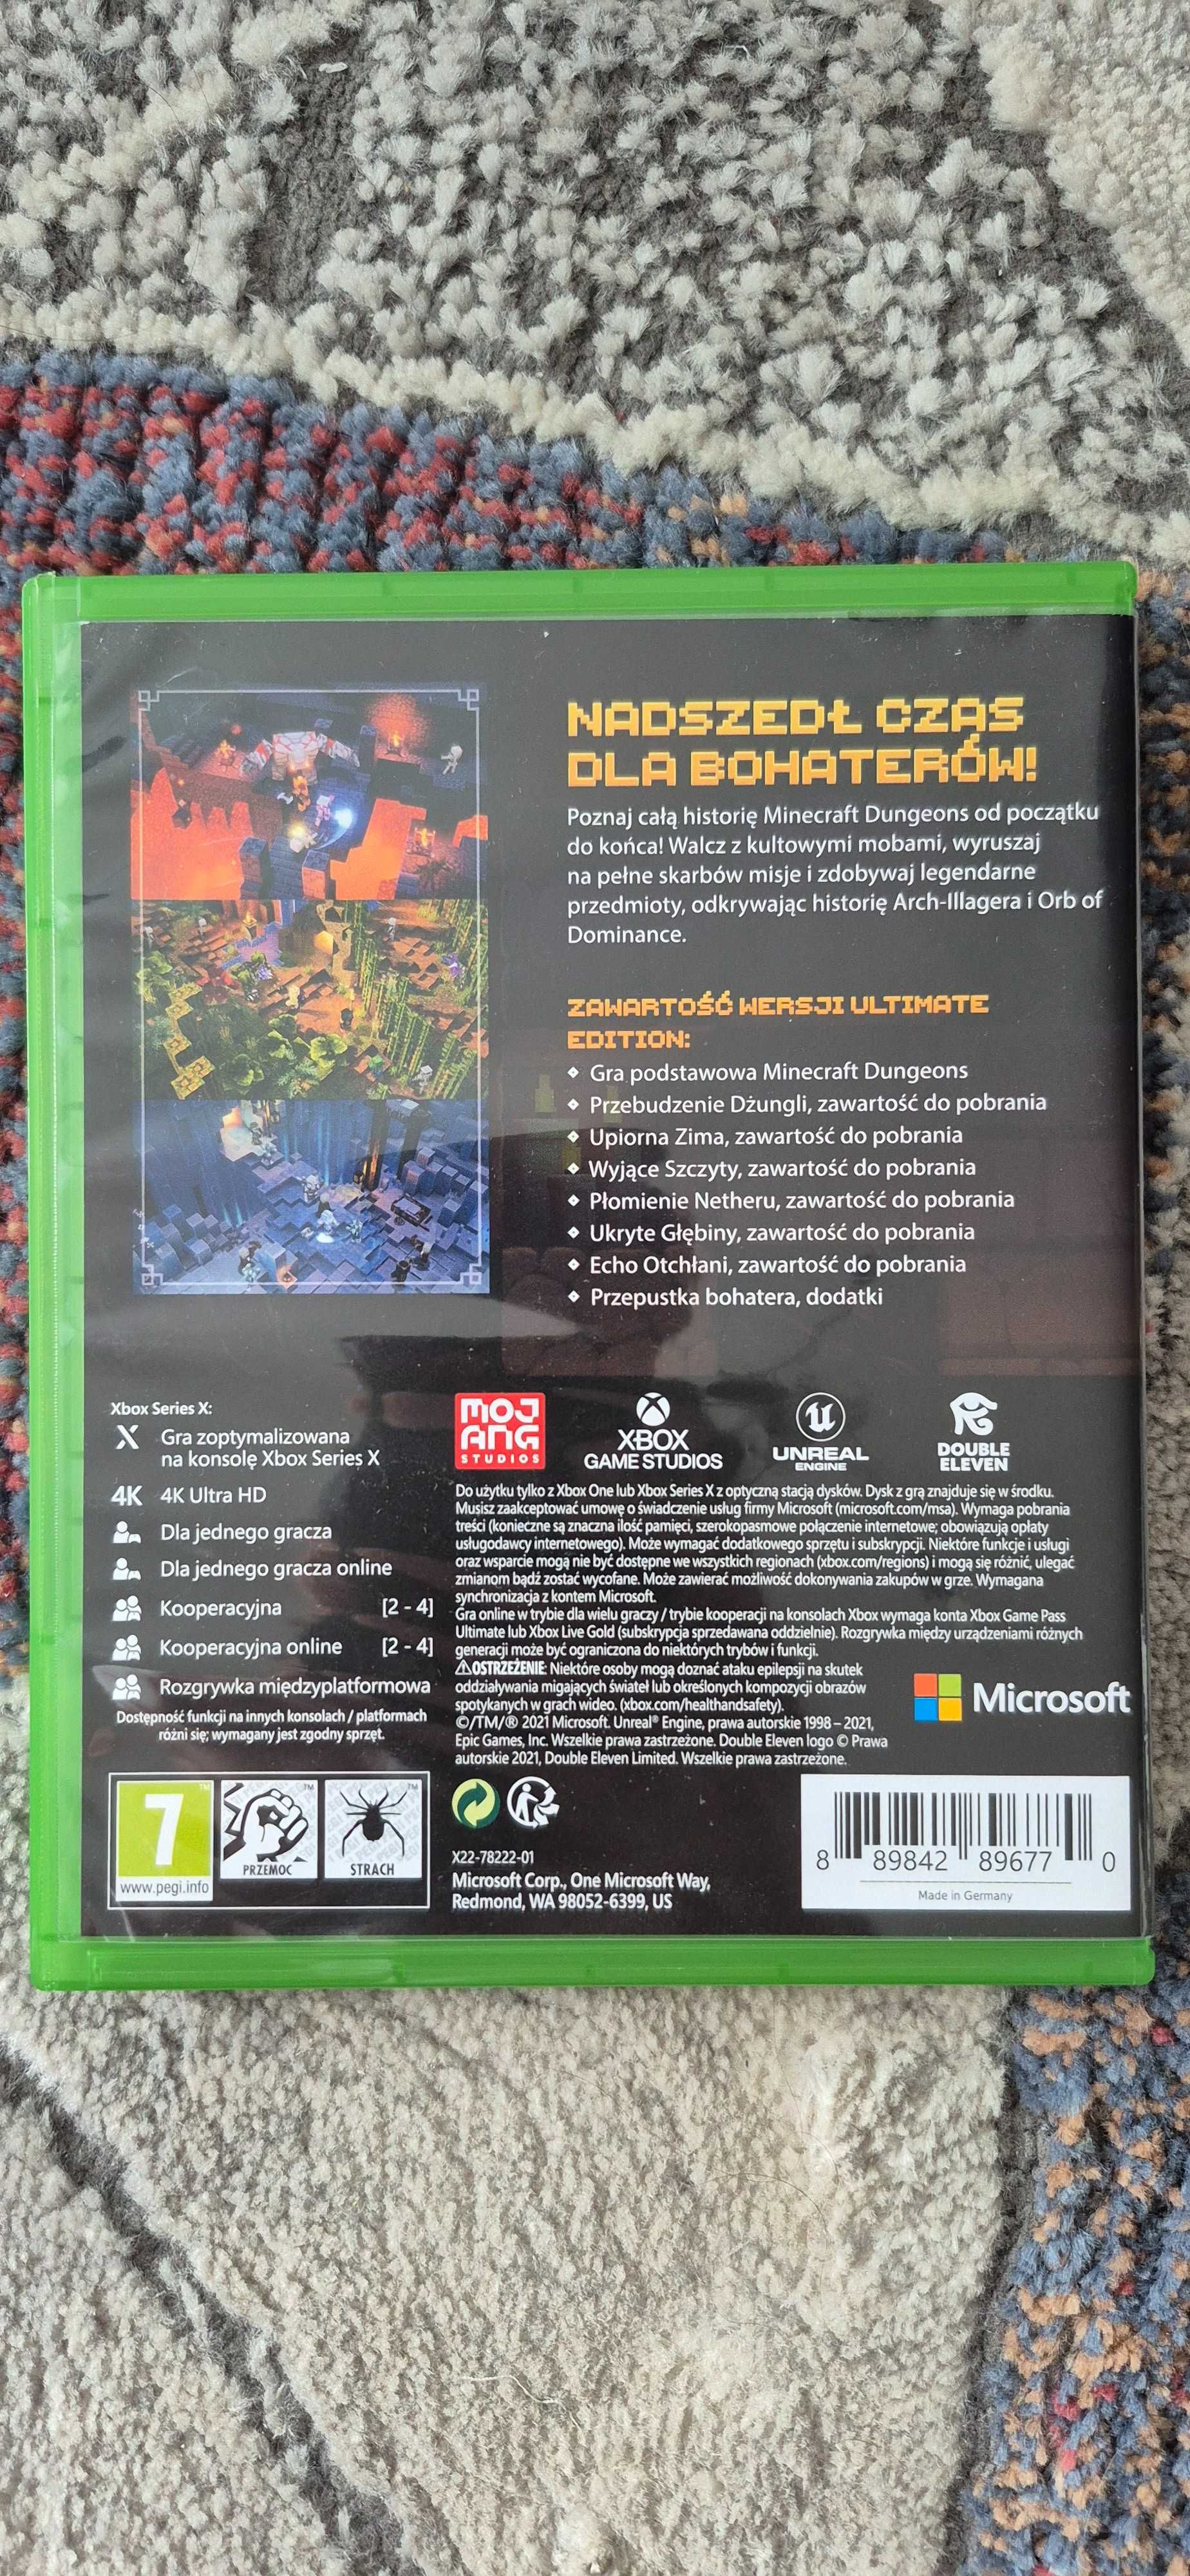 NADSZEDŁ CZAS
DLA BOHATERÓW!
Poznaj całą historię Minecraft Dungeons od początku
do końca! Walcz z kultowymi mobami, wyruszaj
na pełne skarbów misje i zdobywaj legendarne
przedmioty, odkrywając historię Arch-Illagera i Orb of
Dominance.
ZAWARTOŚĆ WERSJI ULTIMATE
EDITION:
Gra podstawowa Minecraft Dungeons
Przebudzenie Dżungli, zawartość do pobrania
Upiorna Zima, zawartość do pobrania
Wyjące Szczyty, zawartość do pobrania
Płomienie Netheru, zawartość do pobrania
Ukryte Głębiny, zawartość do pobrania
Echo Otchłani, zawartość do pobrania
Przepustka bohatera, dodatki
Xbox Series X:
X Gra zoptymalizowana
na konsolę Xbox Series X
4K 4K Ultra HD
Dla jednego gracza
Dla jednego gracza online
Kooperacyjna [2 - 4]
Kooperacyjna online [2 - 4]
Rozgrywka międzyplatformowa
Dostępność funkcji na innych konsolach / platformach
różni się; wymagany jest zgodny sprzęt.
MOJ
ANG
STUDIOS
XBOX
GAME STUDIOS
UNREAL
ENGINE
DOUBLE
ELEVEN
Do użytku tylko z Xbox One lub Xbox Series X z optyczną stacją dysków. Dysk z grą znajduje się w środku.
Musisz zaakceptować umowę o świadczenie usług firmy Microsoft (microsoft.com/msa). Wymaga pobrania
treści (konieczne są znaczna ilość pamięci, szerokopasmowe połączenie internetowe; obowiązują opłaty
usługodawcy internetowego). Może wymagać dodatkowego sprzętu i subskrypcji. Niektóre funkcje i usługi
oraz wsparcie mogą nie być dostępne we wszystkich regionach (xbox.com/regions) i mogą się różnić, ulegać
zmianom bądź zostać wycofane. Może zawierać możliwość dokonywania zakupów w grze. Wymagana
synchronizacja z kontem Microsoft.
Gra online w trybie dla wielu graczy / trybie kooperacji na konsolach Xbox wymaga konta Xbox Game Pass
Ultimate lub Xbox Live Gold (subskrypcja sprzedawana oddzielnie). Rozgrywka między urządzeniami różnych
generacji może być ograniczona do niektórych trybów i funkcji.
⚠OSTRZEŻENIE: Niektóre osoby mogą doznać ataku epilepsji na skutek
oddziaływania migających świateł lub określonych kompozycji obrazów
spotykanych w grach wideo. (xbox.com/healthandsafety).
©/TM/® 2021 Microsoft. Unreal® Engine, prawa autorskie 1998 – 2021,
Epic Games, Inc. Wszelkie prawa zastrzeżone. Double Eleven logo © Prawa
autorskie 2021, Double Eleven Limited. Wszelkie prawa zastrzeżone.
Microsoft
7
www.pegi.info
PRZEMOC
STRACH
X22-78222-01
Microsoft Corp., One Microsoft Way,
Redmond, WA 98052-6399, US
8 89842 89677 0
Made in Germany